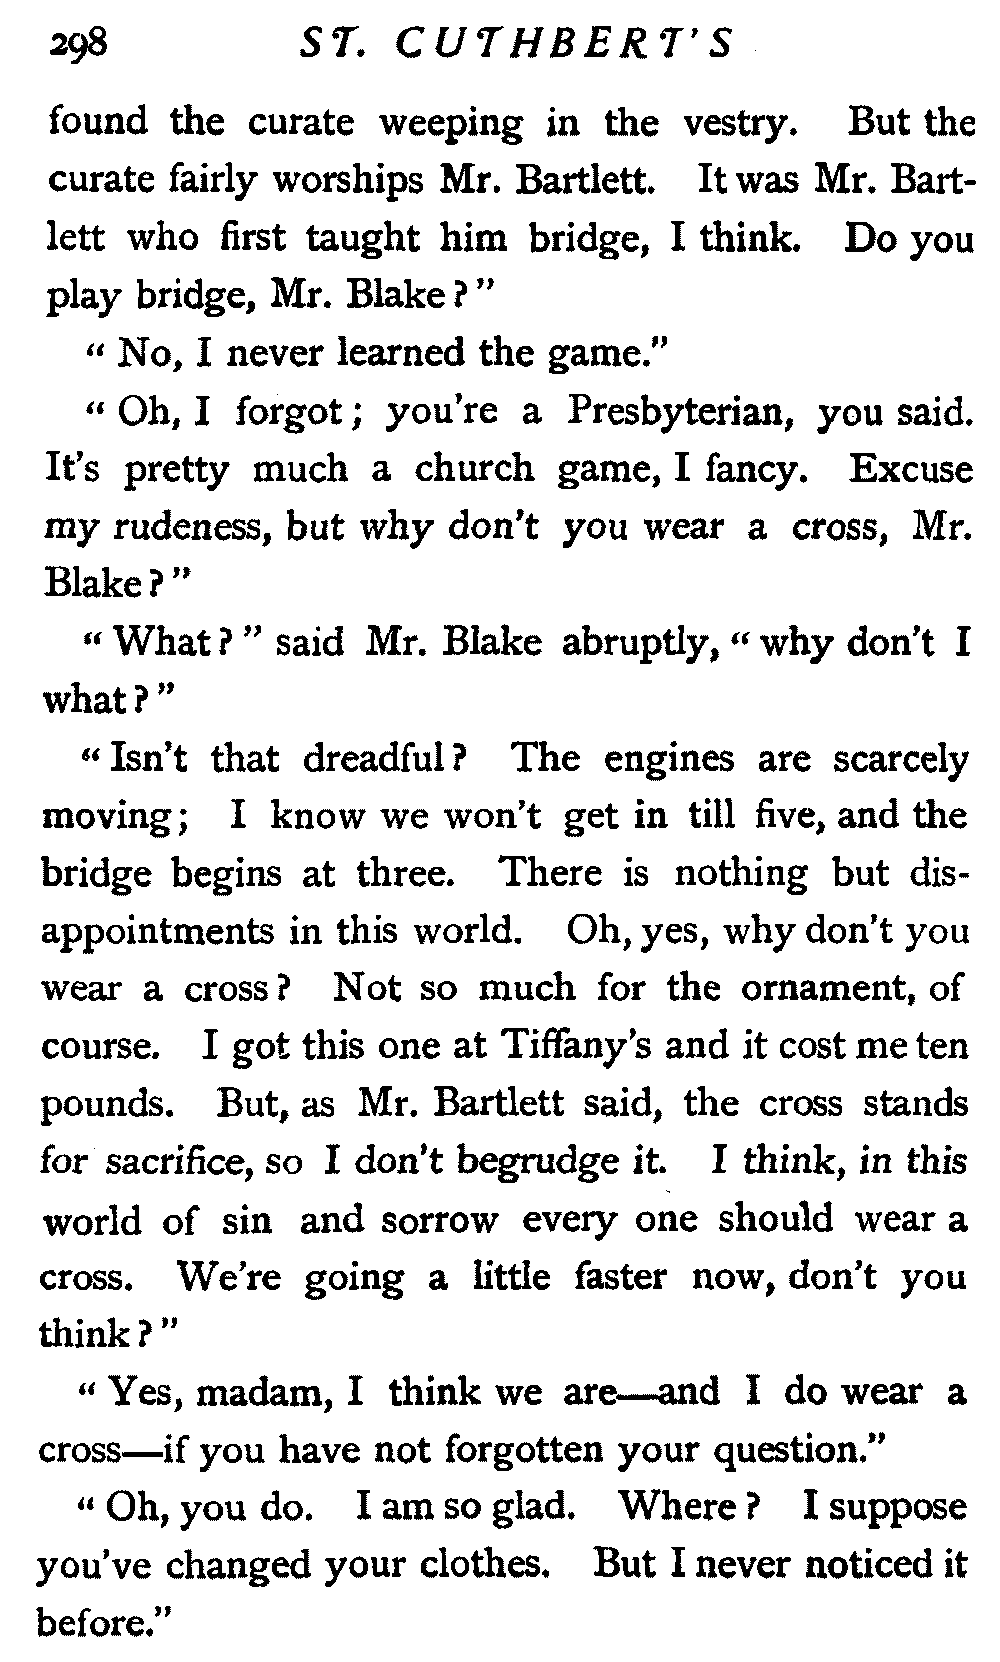 298 ST. CUTHBERT'S
found the curate weeping in the vestry. But the
curate fairly worships Mr. Bartlett. It was Mr. Bart-
lett who first taught him bridge, I think. Do you
play bridge, Mr. Blake?"
"No, I never learned the game."
"Oh, I forgot; you're a Presbyterian, you said.
It's pretty much a church game, I fancy. Excuse
my rudeness, but why don't you wear a cross, Mr.
Blake?"
"What?" said Mr. Blake abruptly, "why don't I
what?"
"Isn't that dreadful? The engines are scarcely
moving; I know we won't get in till five, and the
bridge begins at three. There is nothing but dis-
appointments in this world. Oh, yes, why don't you
wear a cross? Not so much for the ornament, of
course. I got this one at Tiffany's and it cost me ten
pounds. But, as Mr. Bartlett said, the cross stands
for sacrifice, so I don't begrudge it. I think, in this
world of sin and sorrow every one should wear a
cross. We're going a little faster now, don't you
think?"
"Yes, madam, I think we are—and I do wear a
cross—if you have not forgotten your question."
"Oh, you do. I am so glad. Where? I suppose
you've changed your clothes. But I never noticed it
before."